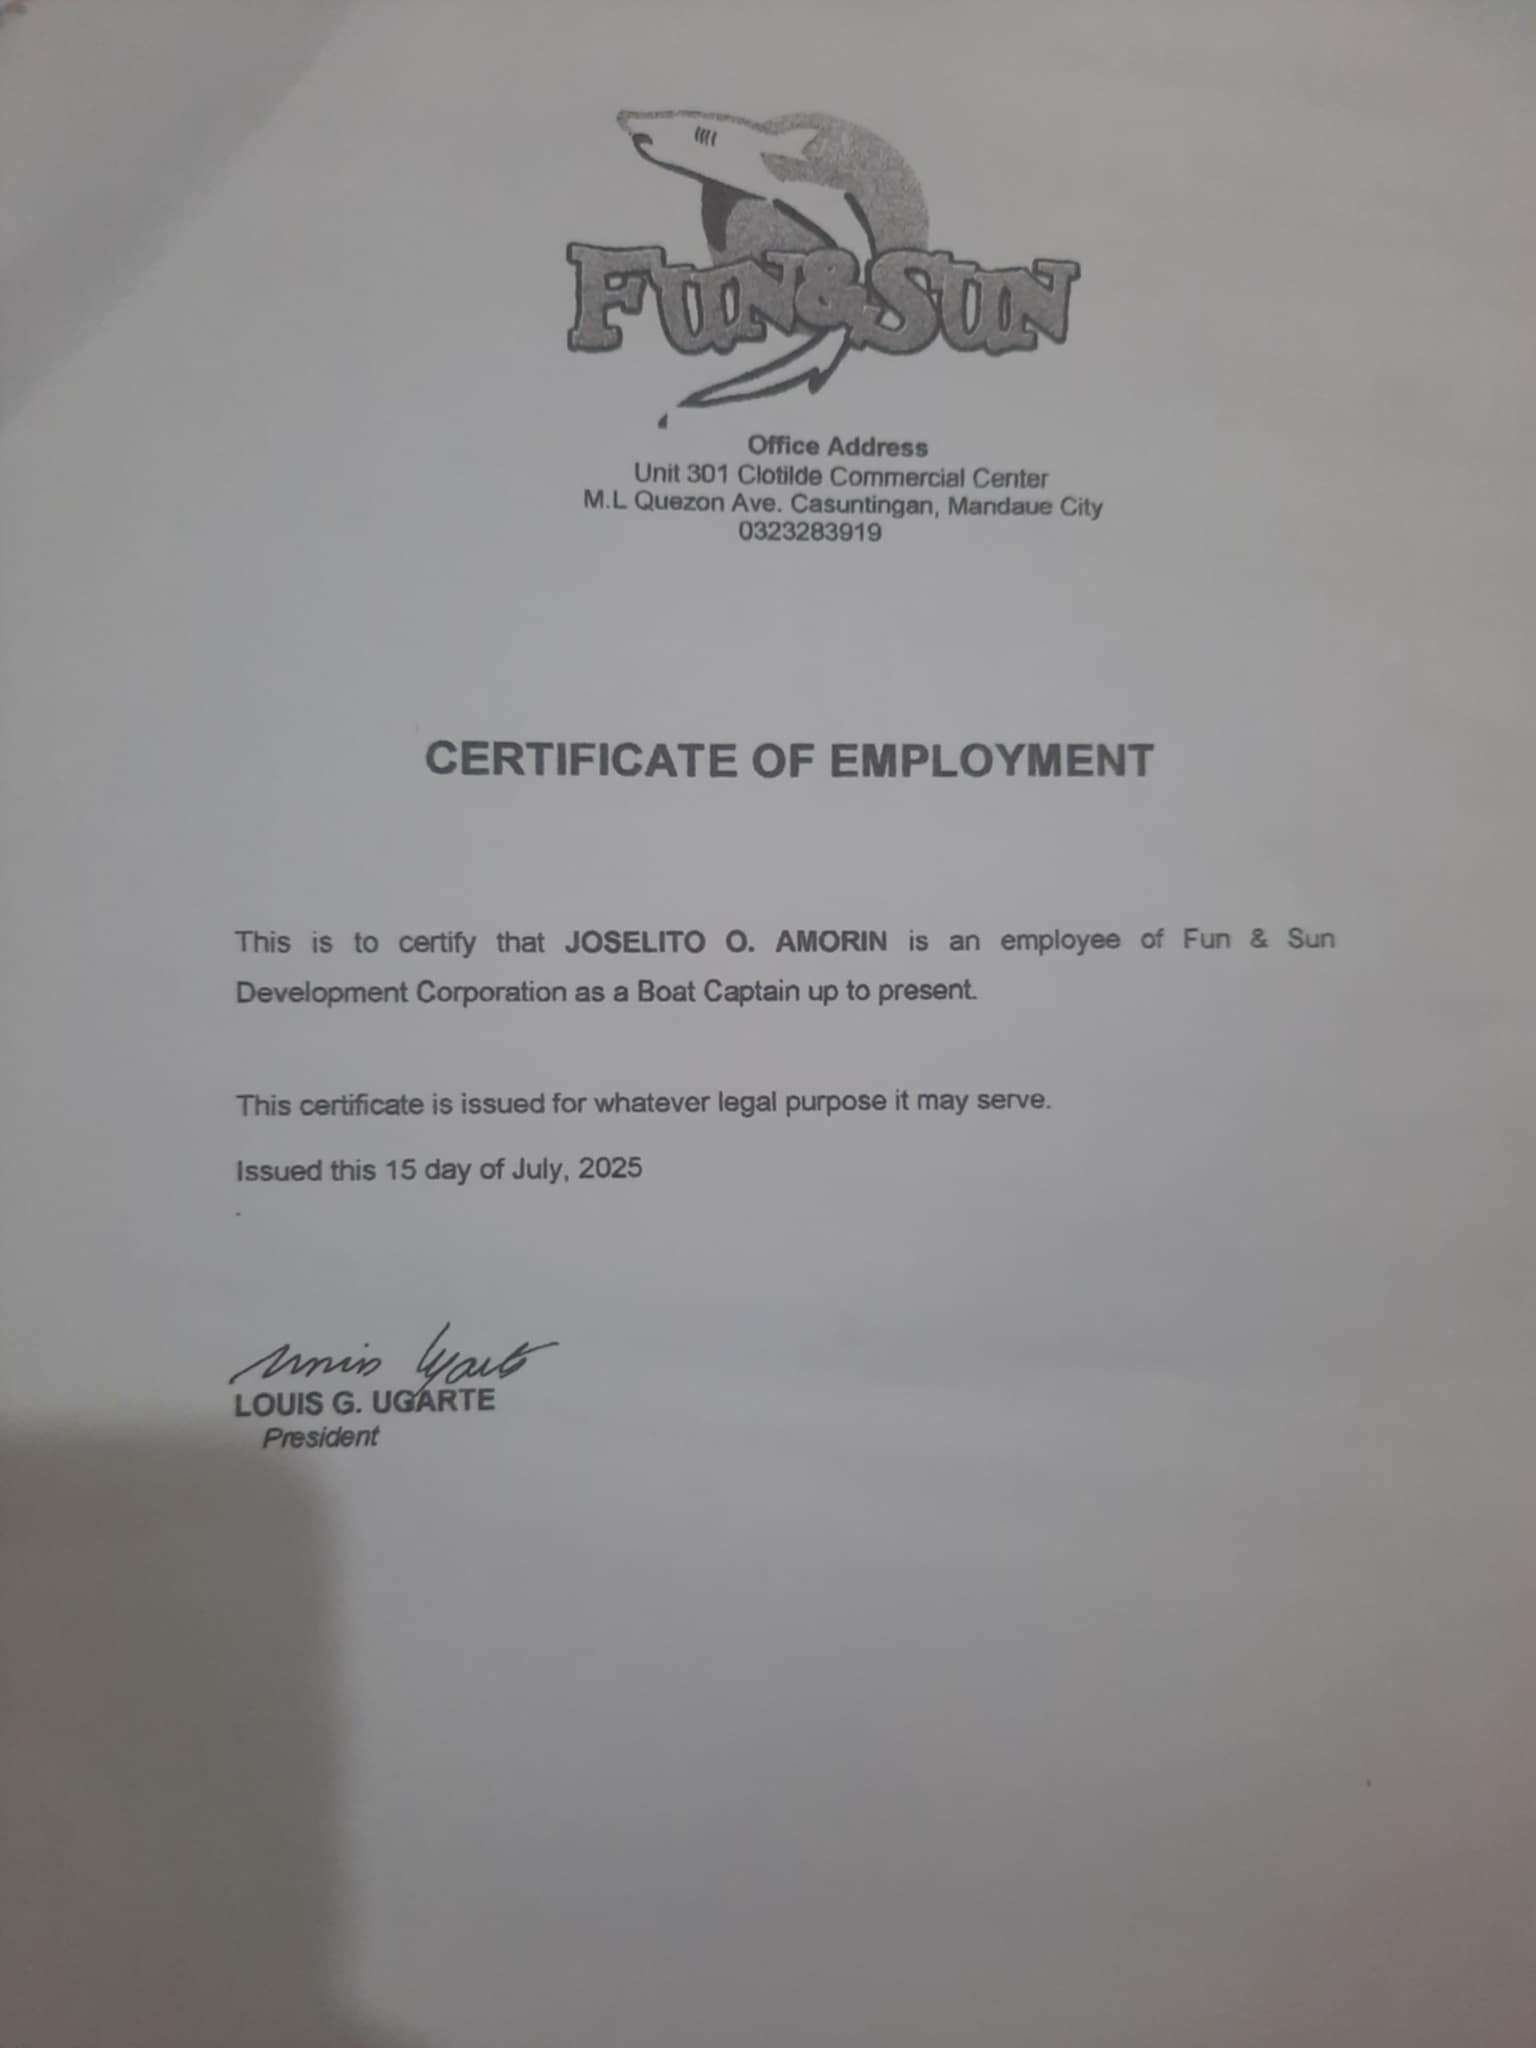 FUN&SUN
Office Address
Unit 301 Clotilde Commercial Center
M.L Quezon Ave. Casuntingan, Mandaue City
0323283919
CERTIFICATE OF EMPLOYMENT
This is to certify that JOSELITO O. AMORIN is an employee of Fun & Sun
Development Corporation as a Boat Captain up to present.
This certificate is issued for whatever legal purpose it may serve.
Issued this 15 day of July, 2025
LOUIS G. UGARTE
President